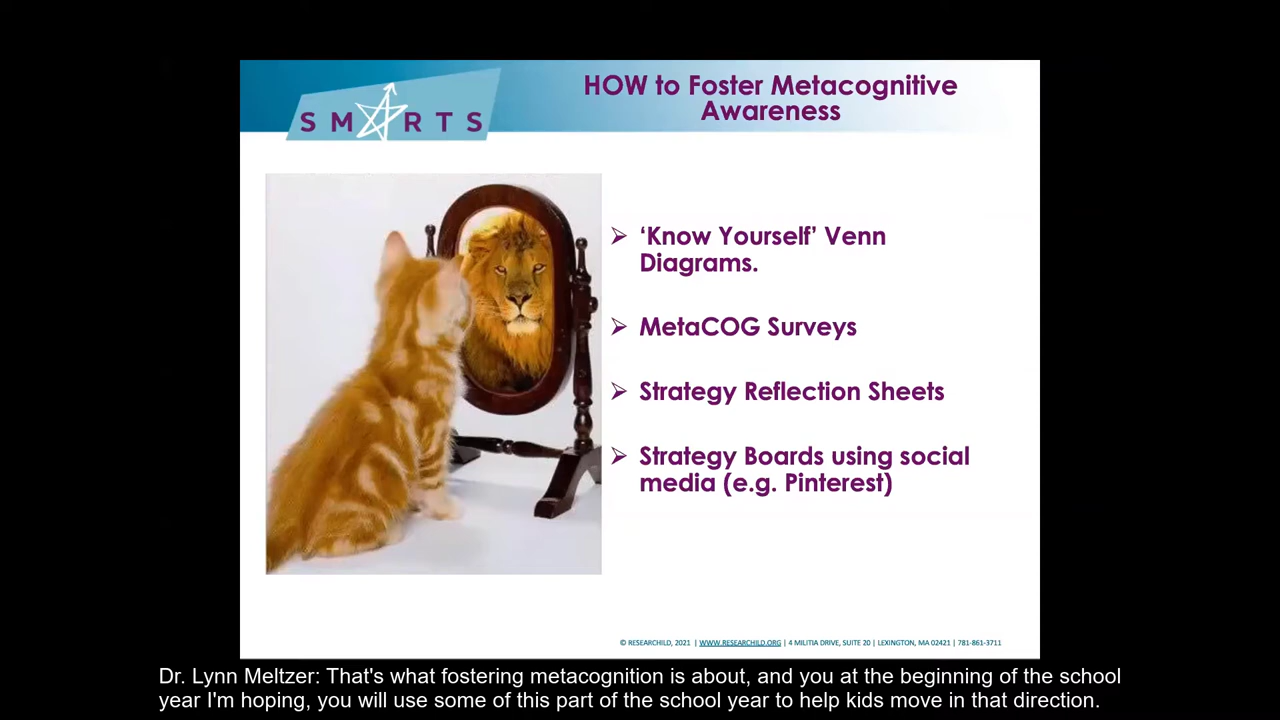 SMARTS
HOW to Foster Metacognitive
Awareness
➢ ‘Know Yourself’ Venn
Diagrams.
➢ MetaCOG Surveys
➢ Strategy Reflection Sheets
➢ Strategy Boards using social
media (e.g. Pinterest)
© RESEARCHILD, 2021 | WWW.RESEARCHILD.ORG | 4 MILITIA DRIVE, SUITE 20 | LEXINGTON, MA 02421 | 781-861-3711
Dr. Lynn Meltzer: That's what fostering metacognition is about, and you at the beginning of the school
year I'm hoping, you will use some of this part of the school year to help kids move in that direction.